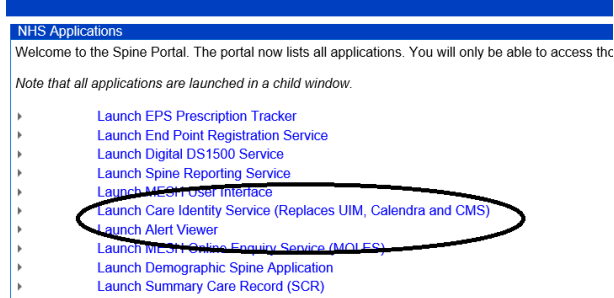 NHS Applications
Welcome to the Spine Portal. The portal now lists all applications. You will only be able to access tho
Note that all applications are launched in a child window.
Launch EPS Prescription Tracker
Launch End Point Registration Service
Launch Digital DS1500 Service
Launch Spine Reporting Service
Launch MESH User Interface
Launch Care Identity Service (Replaces UIM, Calendra and CMS)
Launch Alert Viewer
Launch MESH Online Enquiry Service (MOLES)
Launch Demographic Spine Application
Launch Summary Care Record (SCR)